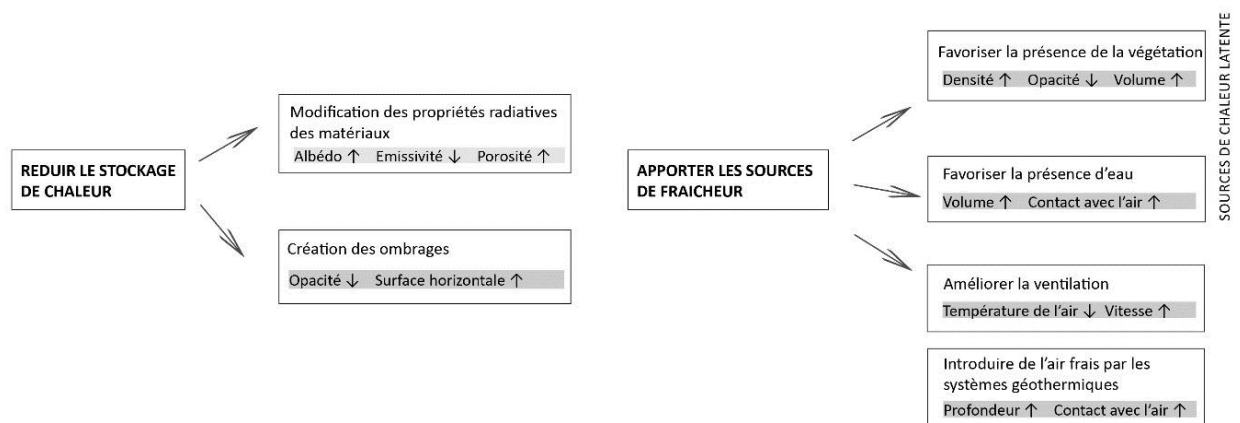 REDUIR LE STOCKAGE
DE CHALEUR
Modification des propriétés radiatives
des matériaux
Albédo ↑ Emissivité ↓ Porosité ↑
Création des ombrages
Opacité ↓ Surface horizontale ↑
APPORTER LES SOURCES
DE FRAICHEUR
Favoriser la présence de la végétation
Densité ↑ Opacité ↓ Volume ↑
Favoriser la présence d'eau
Volume ↑ Contact avec l'air ↑
Améliorer la ventilation
Température de l'air ↓ Vitesse ↑
Introduire de l'air frais par les
systèmes géothermiques
Profondeur ↑ Contact avec l'air ↑
SOURCES DE CHALEUR LATENTE